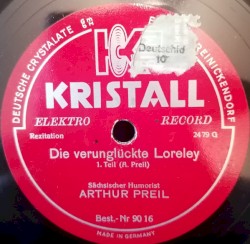 DEUTSCHE CRYSTALATE GM
REINICKENDORF
Deutschld
10
KRISTALL
ELEKTRO RECORD
Rezitation 2479 Q
Die verunglückte Loreley
1. Teil (A. Preil)
Sächsischer Humorist
ARTHUR PREIL
Best.-Nr 9016
MADE IN GERMANY